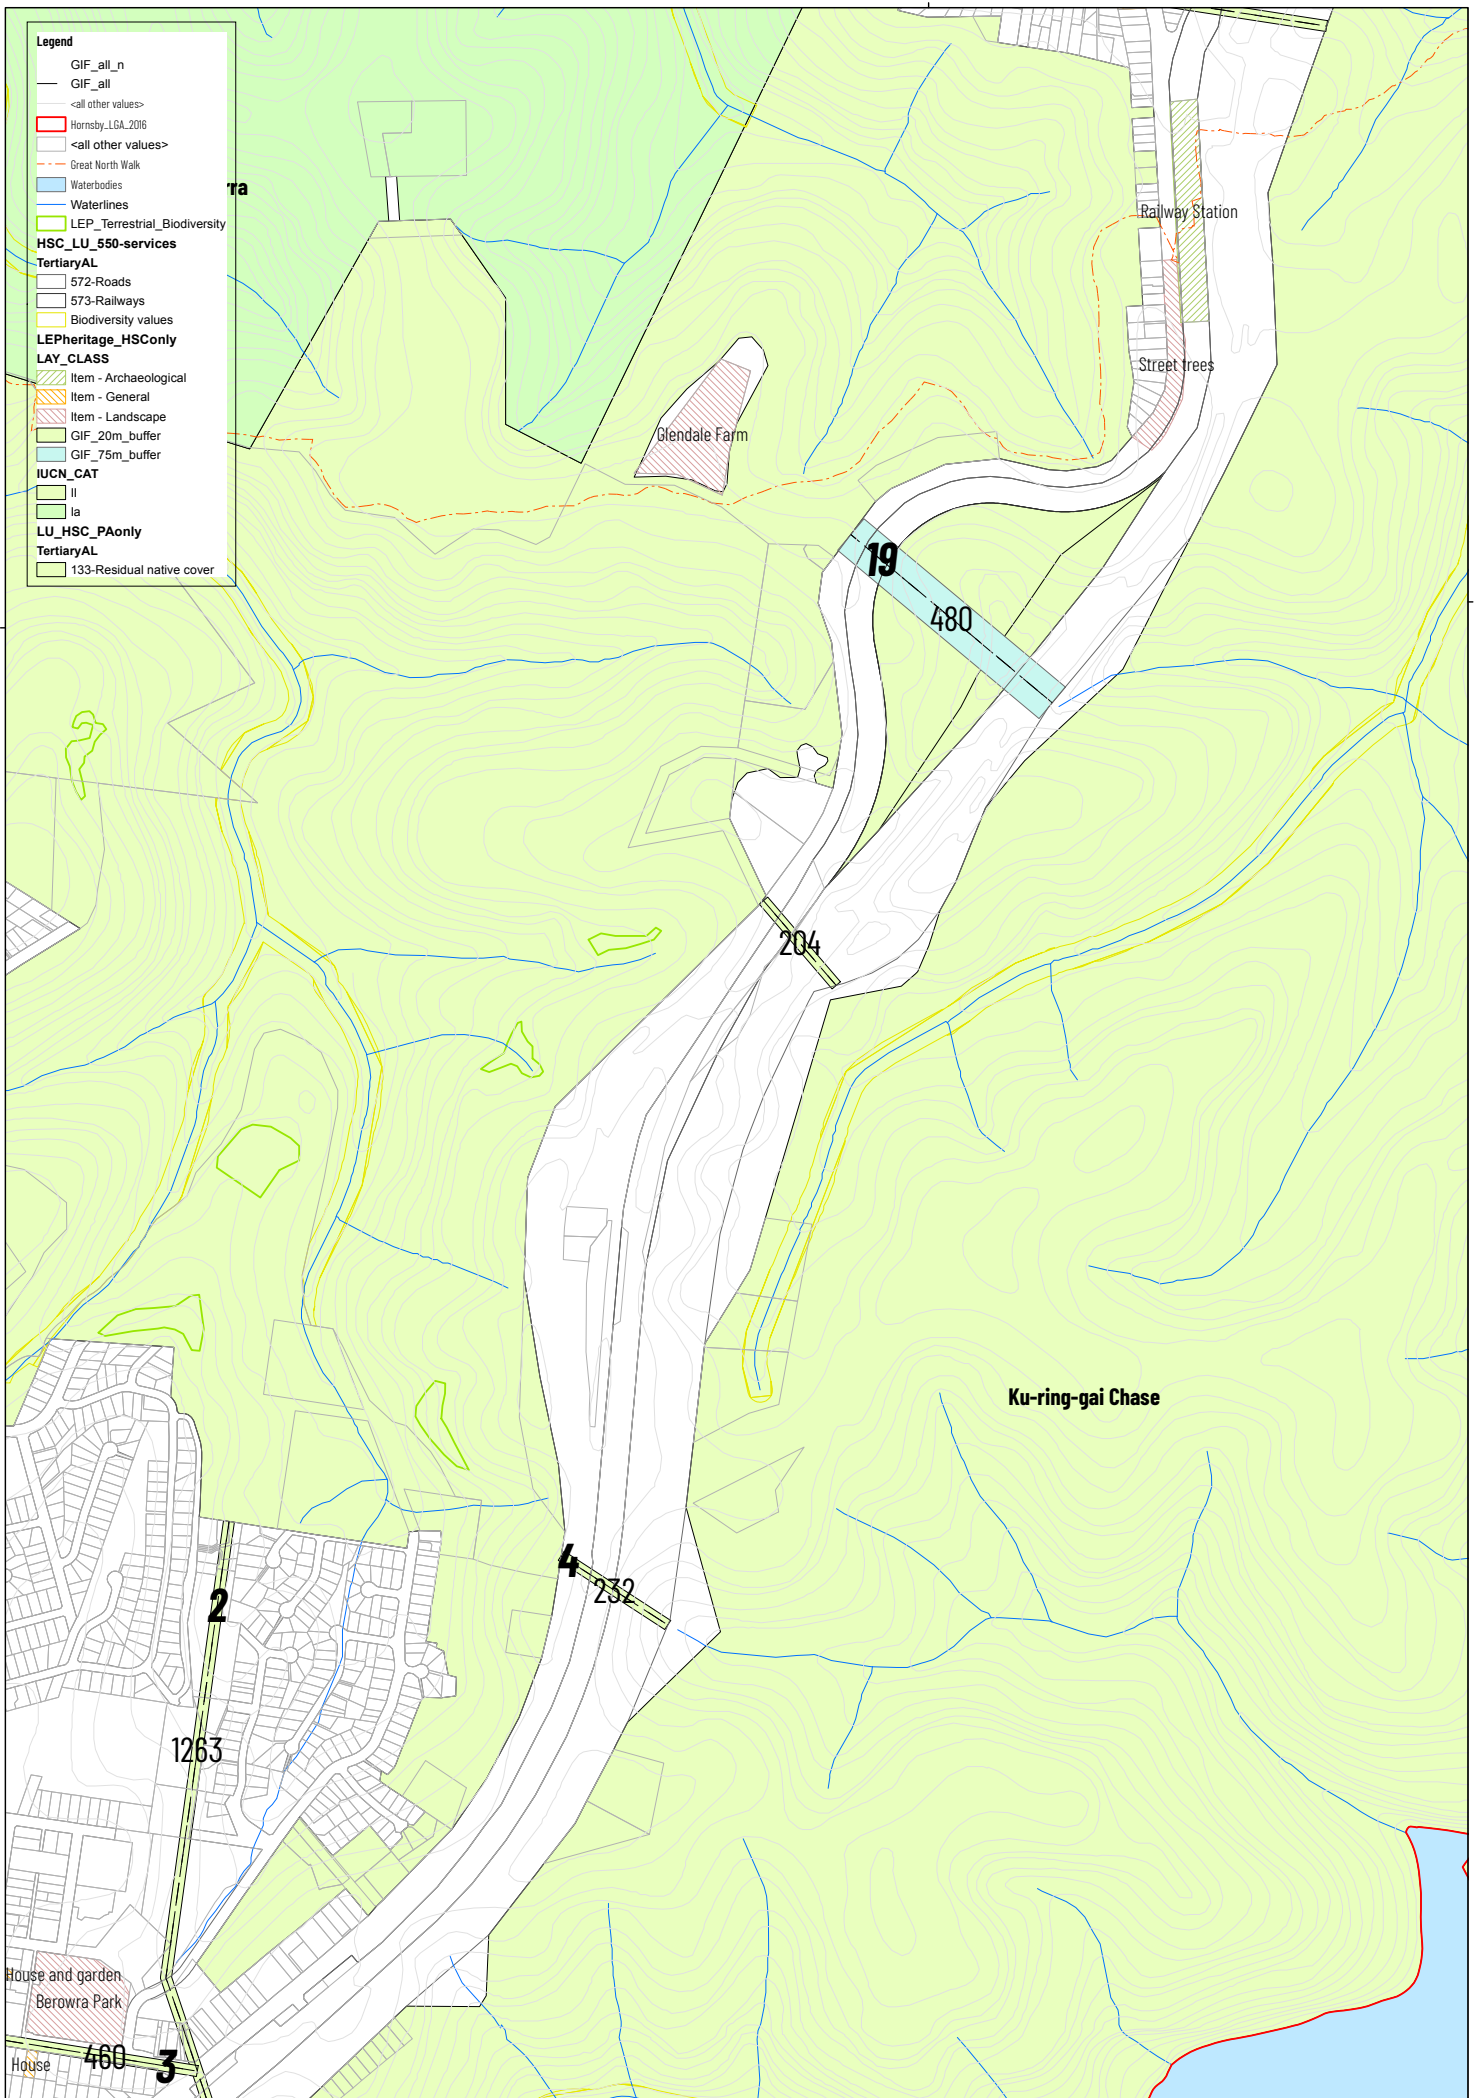 Legend
GIF_all_n
GIF_all
<all other values>
Hornsby_LGA_2016
<all other values>
Great North Walk
Waterbodies
Waterlines
LEP_Terrestrial_Biodiversity
HSC_LU_550-services
TertiaryAL
572-Roads
573-Railways
Biodiversity values
LEPheritage_HSConly
LAY_CLASS
Item - Archaeological
Item - General
Item - Landscape
GIF_20m_buffer
GIF_75m_buffer
IUCN_CAT
II
Ia
LU_HSC_PAonly
TertiaryAL
133-Residual native cover
rra
Railway Station
Street trees
Glendale Farm
19
480
204
Ku-ring-gai Chase
4
232
2
1263
House and garden
Berowra Park
460
3
House